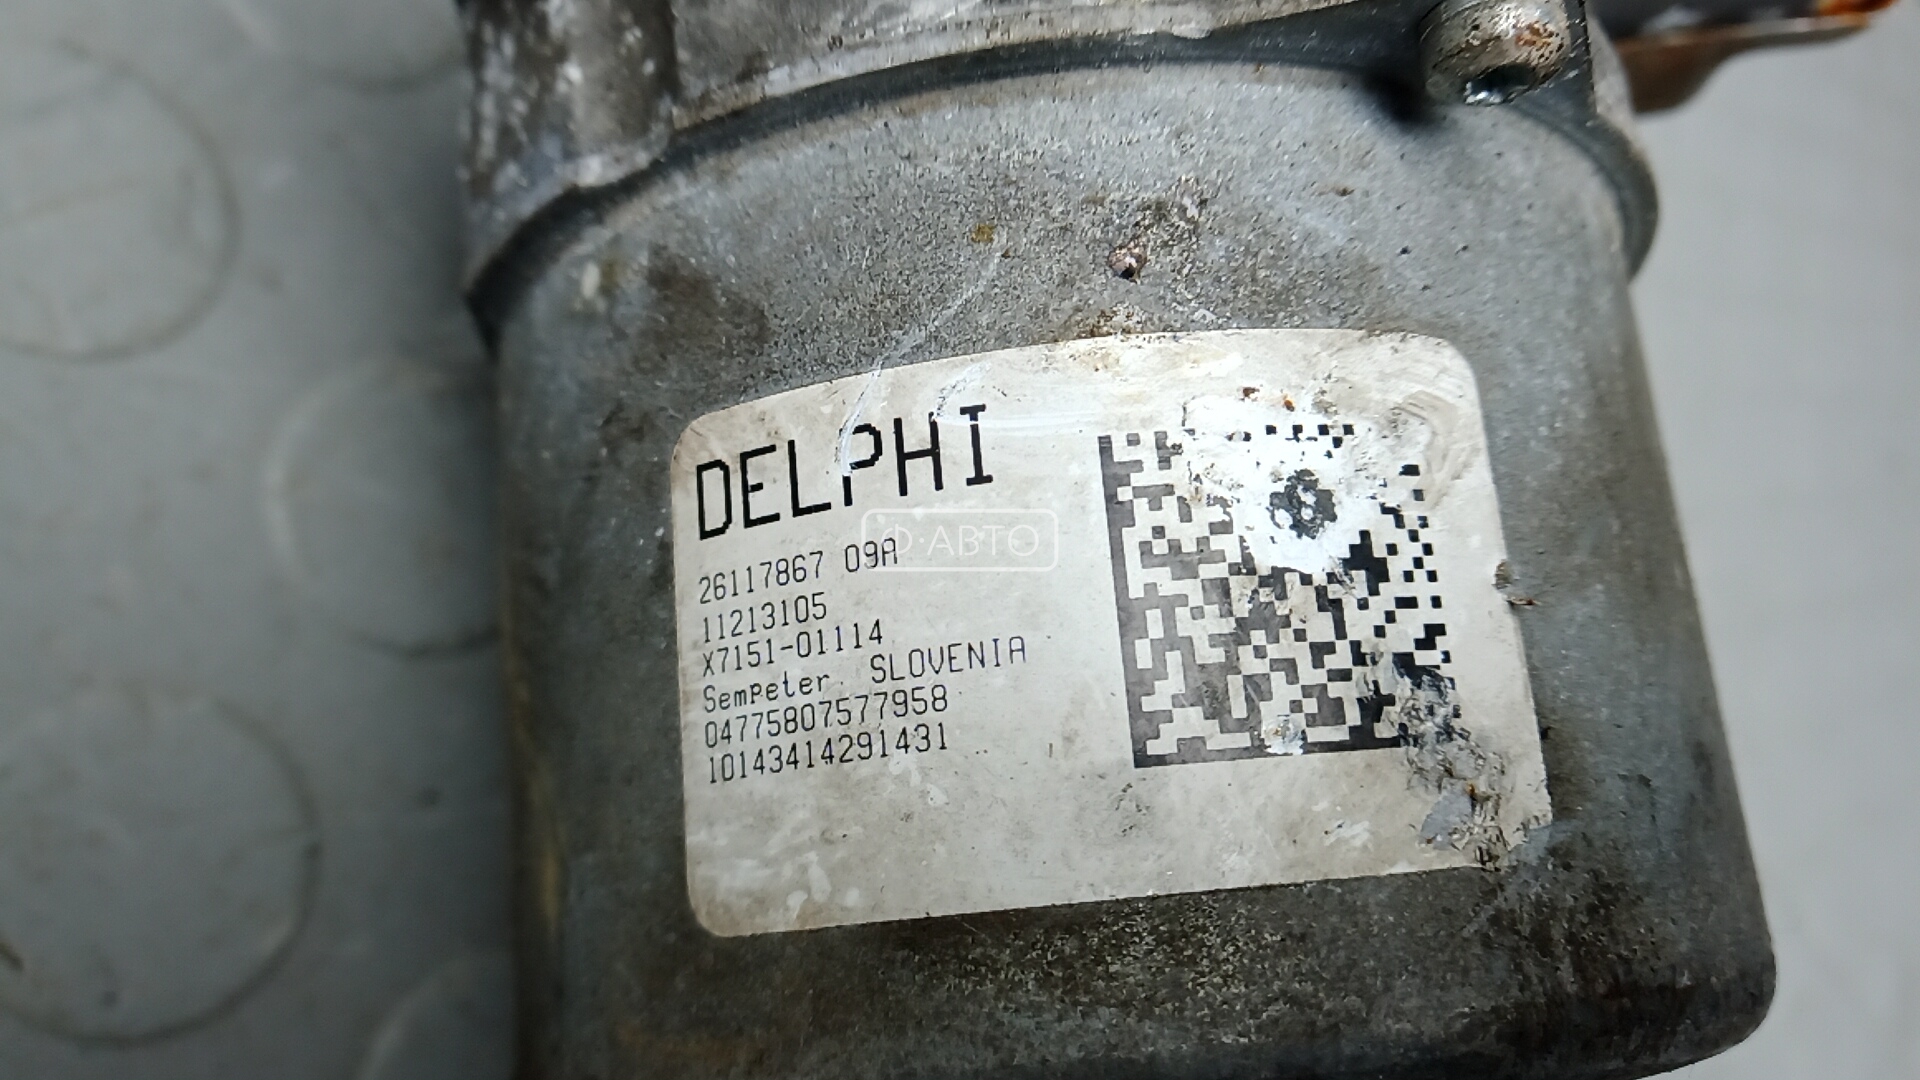 DELPHI
26117867 09A
11213105
X7151-01114
SemPeter. SLOVENIA
04775807577958
10143414291431
Ф·АВТО